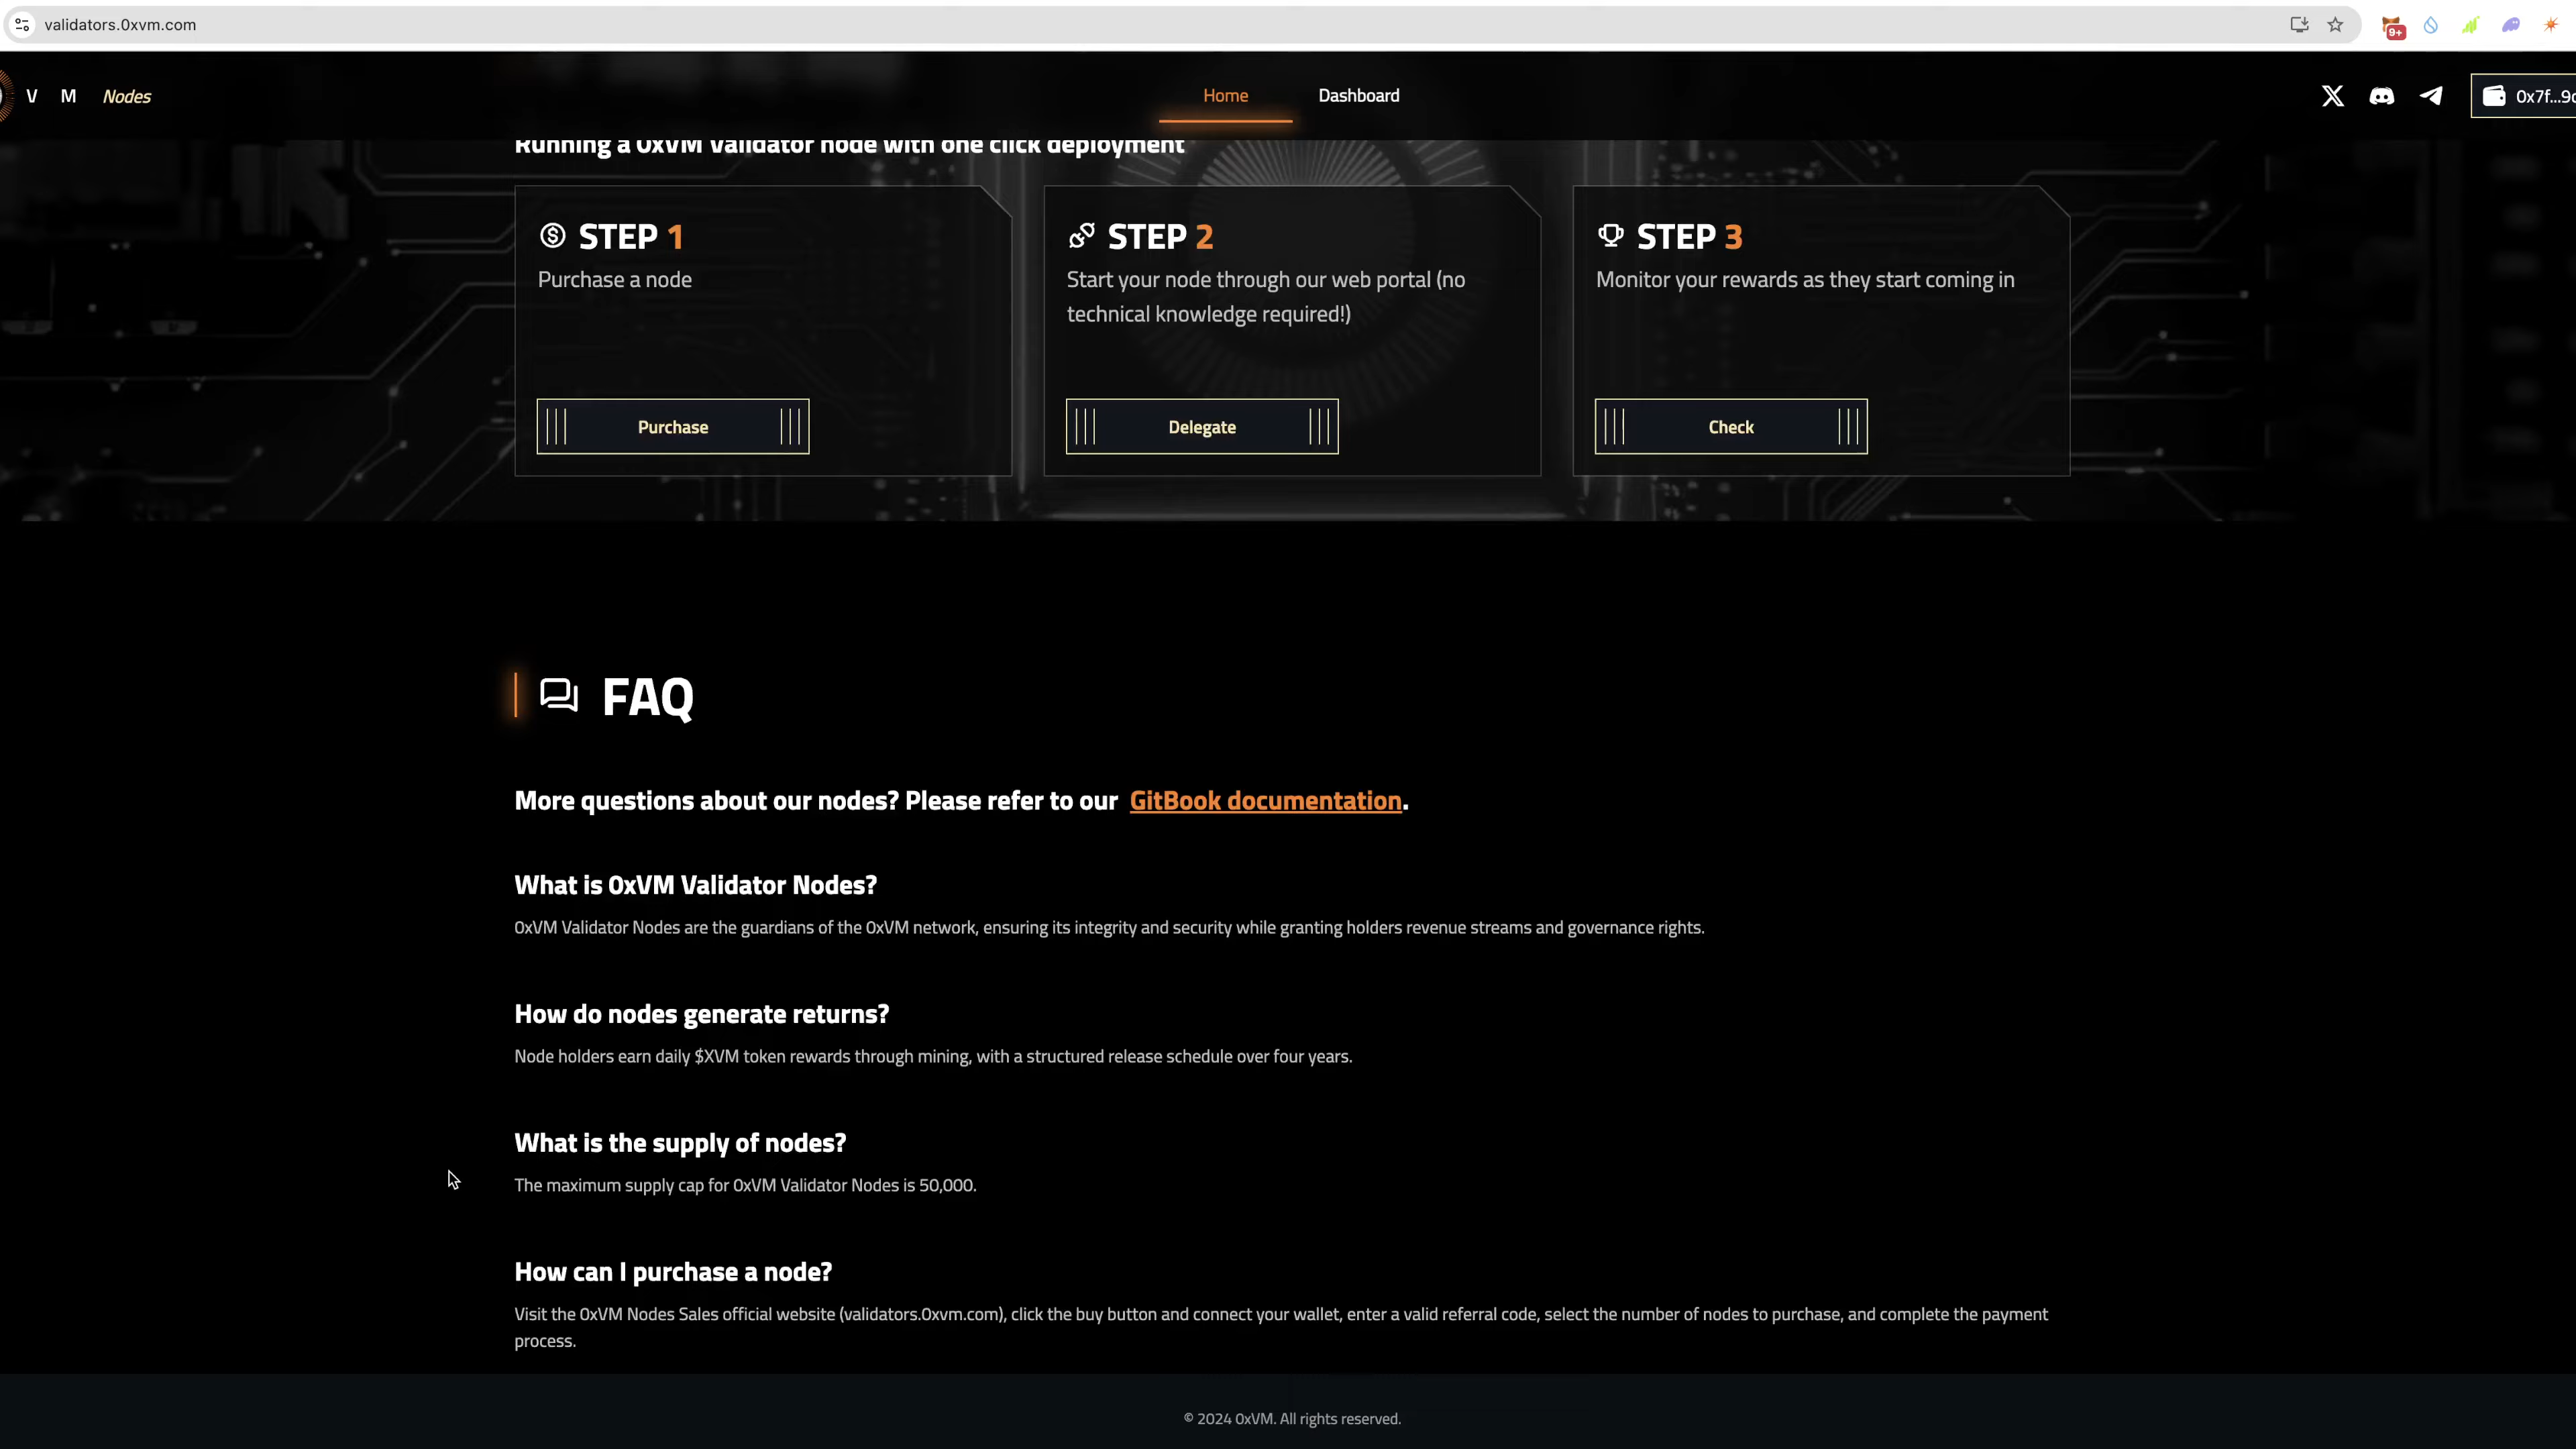 validators.0xvm.com
9+
V M Nodes
Home
Dashboard
0x7f...9
Running a 0xVM Validator node with one click deployment
STEP 1
Purchase a node
Purchase
STEP 2
Start your node through our web portal (no
technical knowledge required!)
Delegate
STEP 3
Monitor your rewards as they start coming in
Check
FAQ
More questions about our nodes? Please refer to our GitBook documentation.
What is 0xVM Validator Nodes?
0xVM Validator Nodes are the guardians of the 0xVM network, ensuring its integrity and security while granting holders revenue streams and governance rights.
How do nodes generate returns?
Node holders earn daily $XVM token rewards through mining, with a structured release schedule over four years.
What is the supply of nodes?
The maximum supply cap for 0xVM Validator Nodes is 50,000.
How can I purchase a node?
Visit the 0xVM Nodes Sales official website (validators.0xvm.com), click the buy button and connect your wallet, enter a valid referral code, select the number of nodes to purchase, and complete the payment
process.
© 2024 0xVM. All rights reserved.